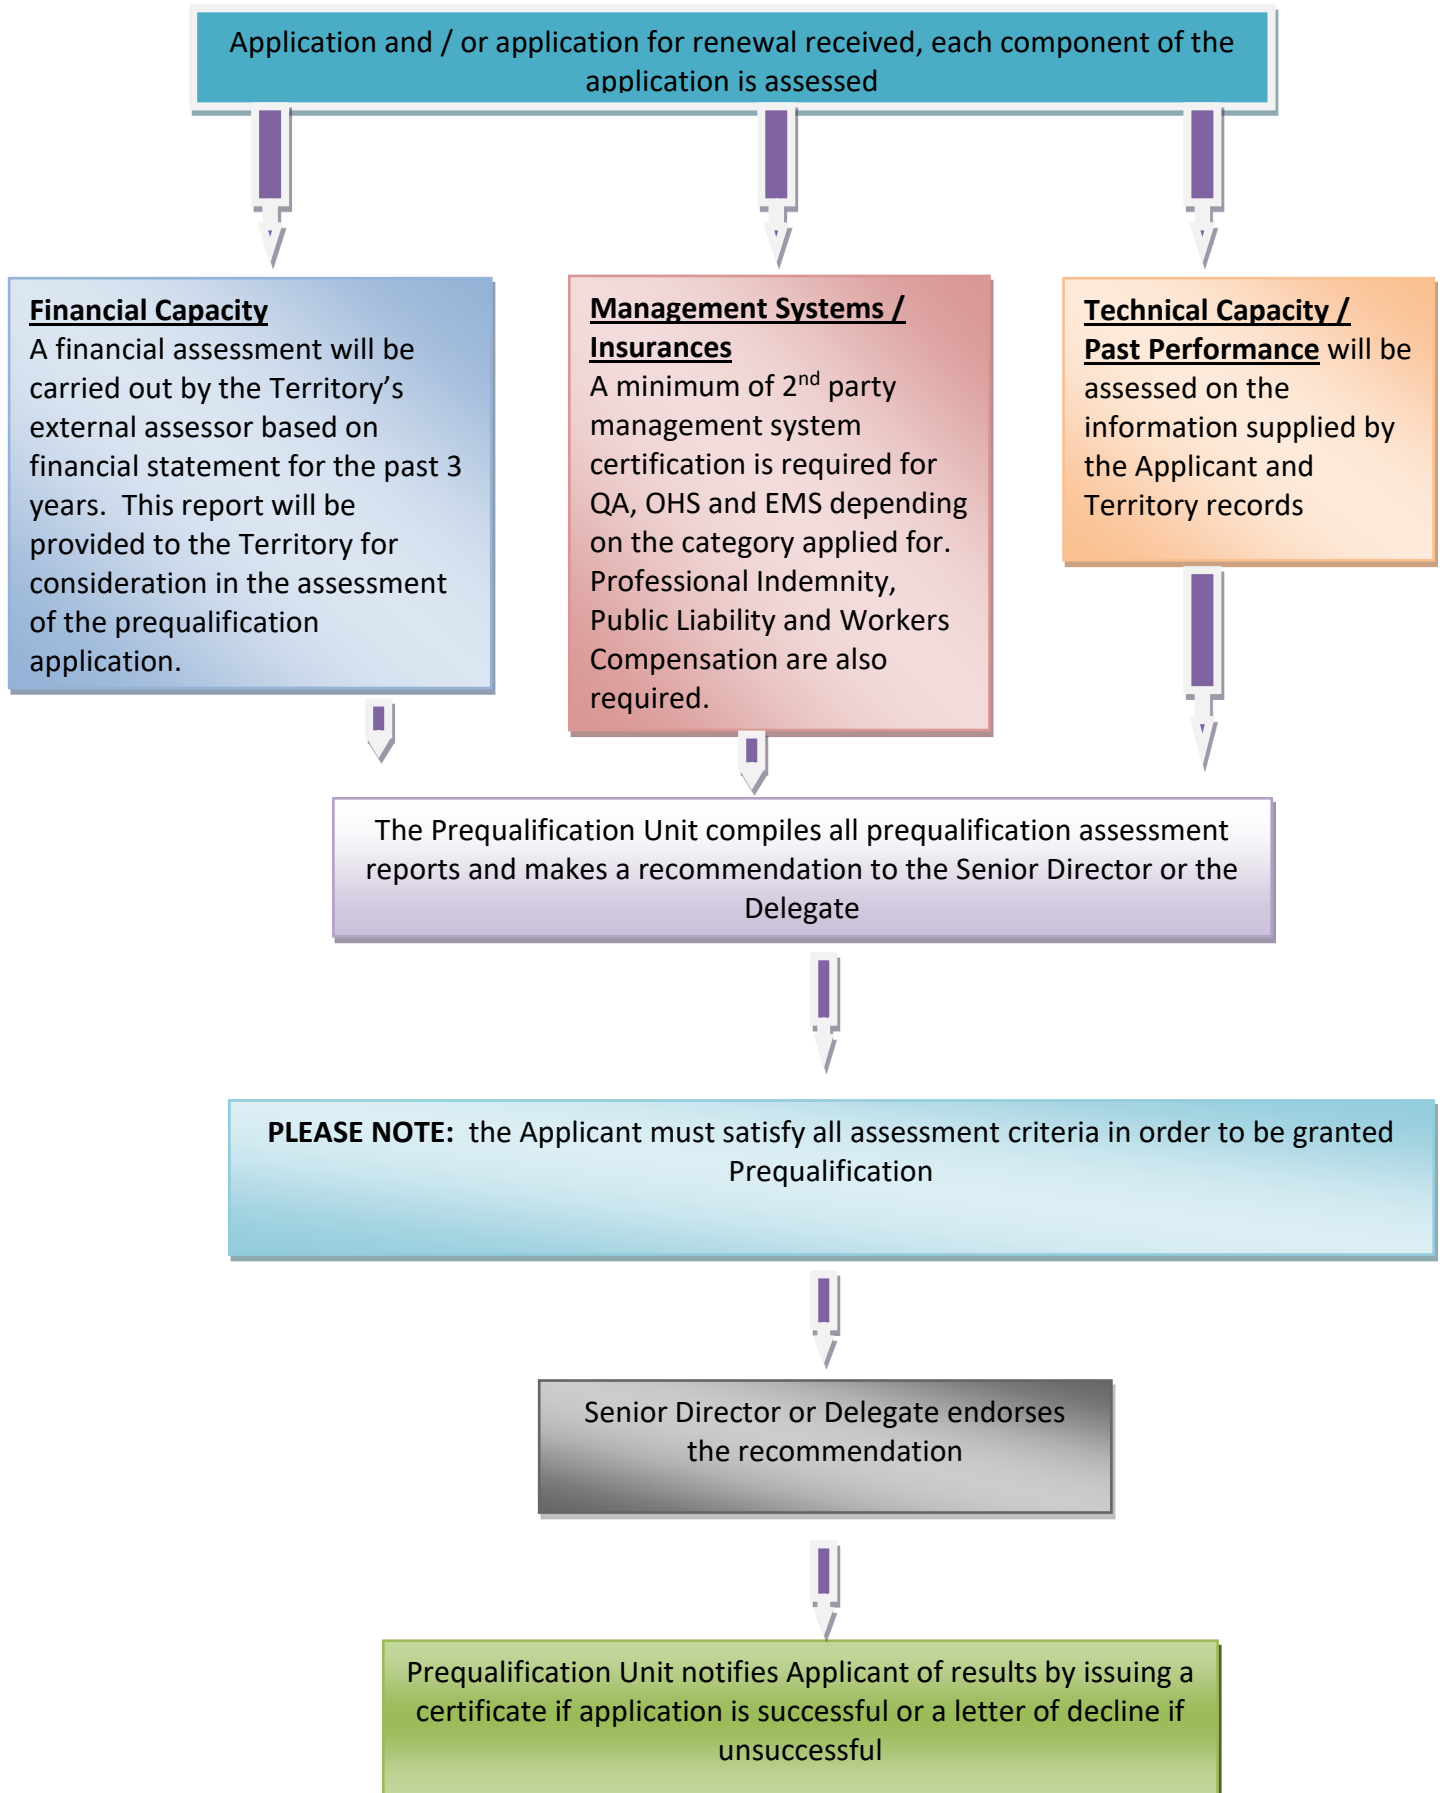 Application and / or application for renewal received, each component of the
application is assessed
Financial Capacity
A financial assessment will be
carried out by the Territory’s
external assessor based on
financial statement for the past 3
years.  This report will be
provided to the Territory for
consideration in the assessment
of the prequalification
application.
Management Systems /
Insurances
A minimum of 2nd party
management system
certification is required for
QA, OHS and EMS depending
on the category applied for.
Professional Indemnity,
Public Liability and Workers
Compensation are also
required.
Technical Capacity /
Past Performance will be
assessed on the
information supplied by
the Applicant and
Territory records
The Prequalification Unit compiles all prequalification assessment
reports and makes a recommendation to the Senior Director or the
Delegate
PLEASE NOTE:  the Applicant must satisfy all assessment criteria in order to be granted
Prequalification
Senior Director or Delegate endorses
the recommendation
Prequalification Unit notifies Applicant of results by issuing a
certificate if application is successful or a letter of decline if
unsuccessful